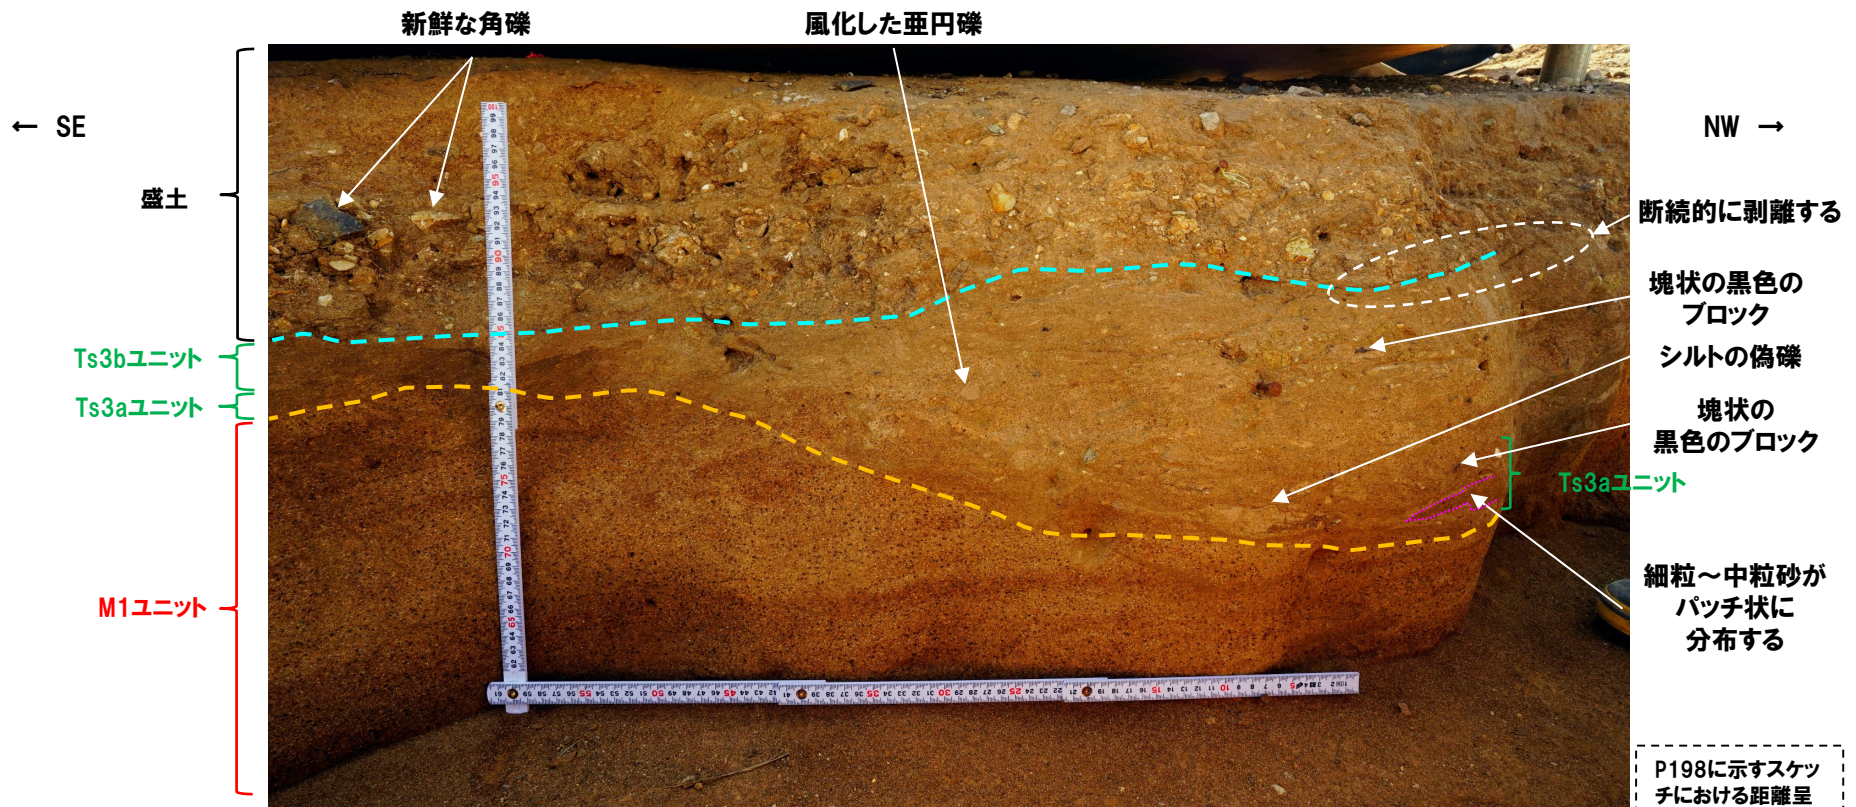 新鮮な角礫
風化した亜円礫
← SE
NW →
盛土
断続的に剥離する
塊状の黒色の
ブロック
Ts3bユニット
シルトの偽礫
Ts3aユニット
塊状の
黒色のブロック
Ts3aユニット
M1ユニット
細粒~中粒砂が
パッチ状に
分布する
P198に示すスケッ
チにおける距離呈